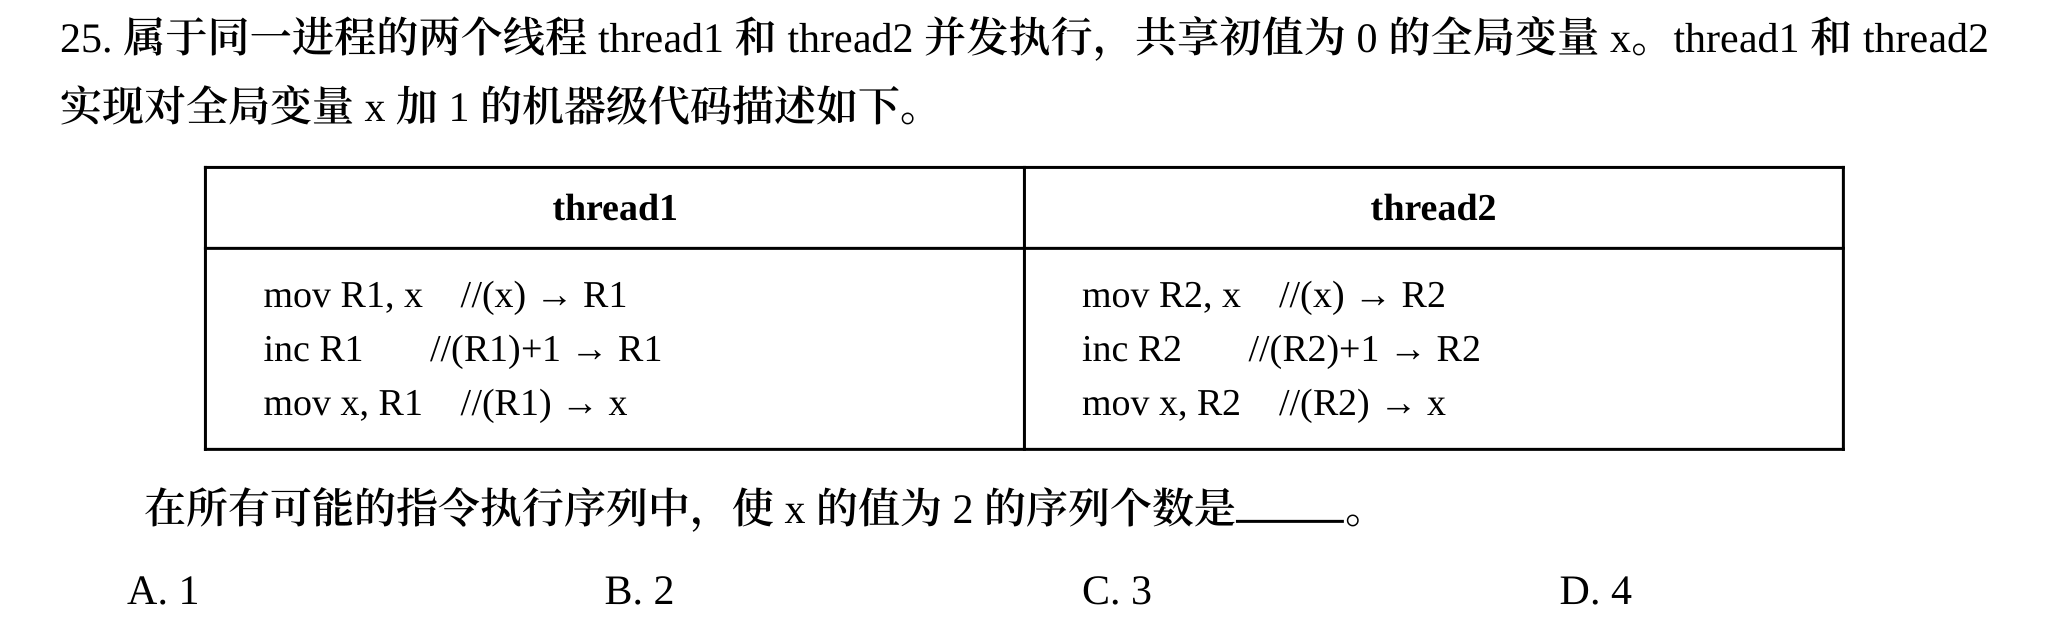 25. 属于同一进程的两个线程 thread1 和 thread2 并发执行，共享初值为 0 的全局变量 x。thread1 和 thread2
实现对全局变量 x 加 1 的机器级代码描述如下。
thread1
thread2
mov R1, x //(x) → R1
inc R1 //(R1)+1 → R1
mov x, R1 //(R1) → x
mov R2, x //(x) → R2
inc R2 //(R2)+1 → R2
mov x, R2 //(R2) → x
在所有可能的指令执行序列中，使 x 的值为 2 的序列个数是_____。
A. 1 B. 2 C. 3 D. 4